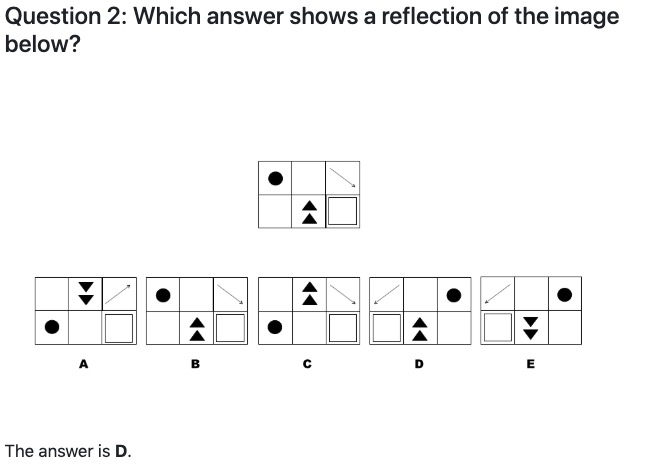 Question 2: Which answer shows a reflection of the image
below?
A B C D E
The answer is D.